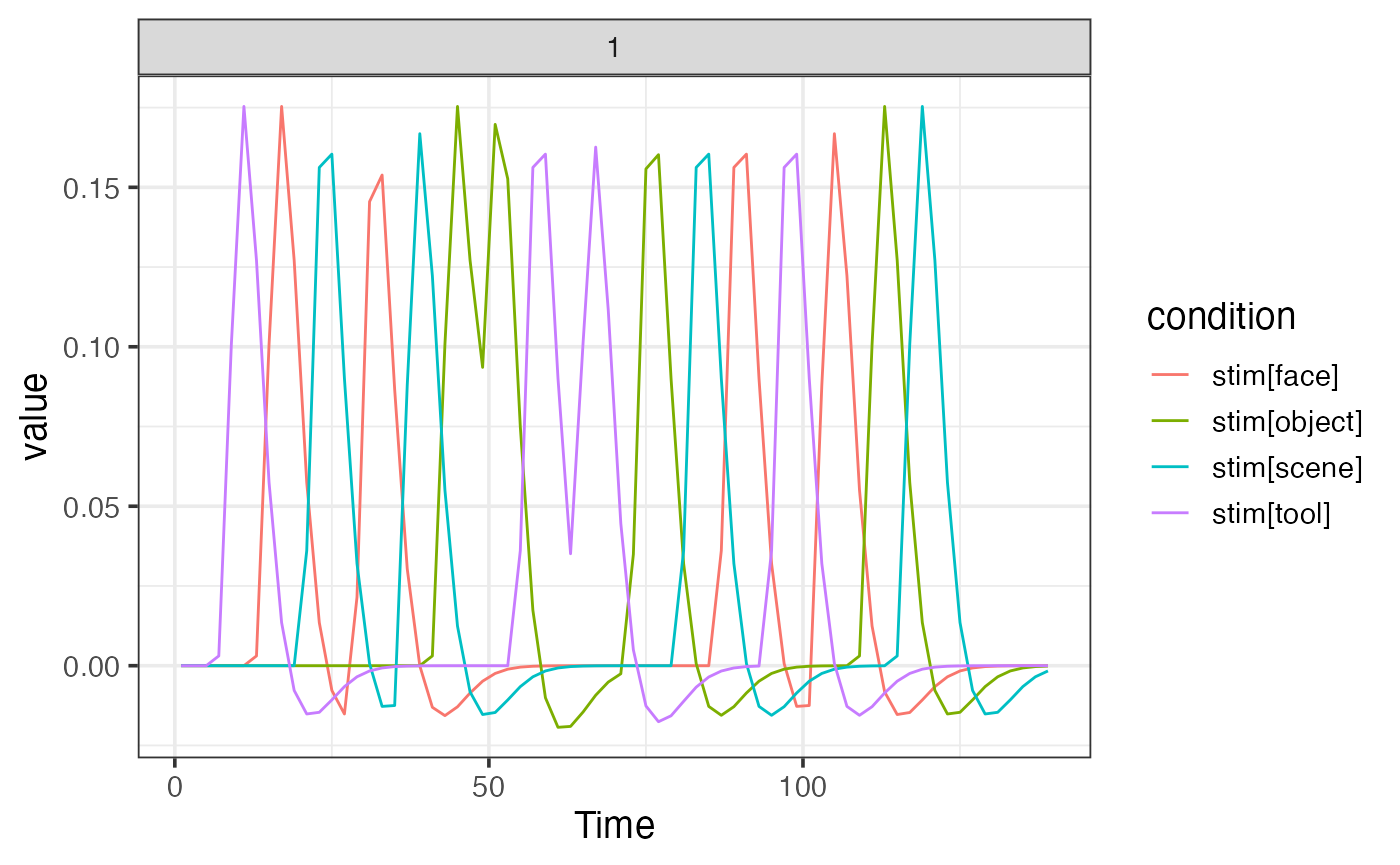 1
value
0.15
0.10
0.05
0.00
0
50
100
Time
condition
stim[face]
stim[object]
stim[scene]
stim[tool]